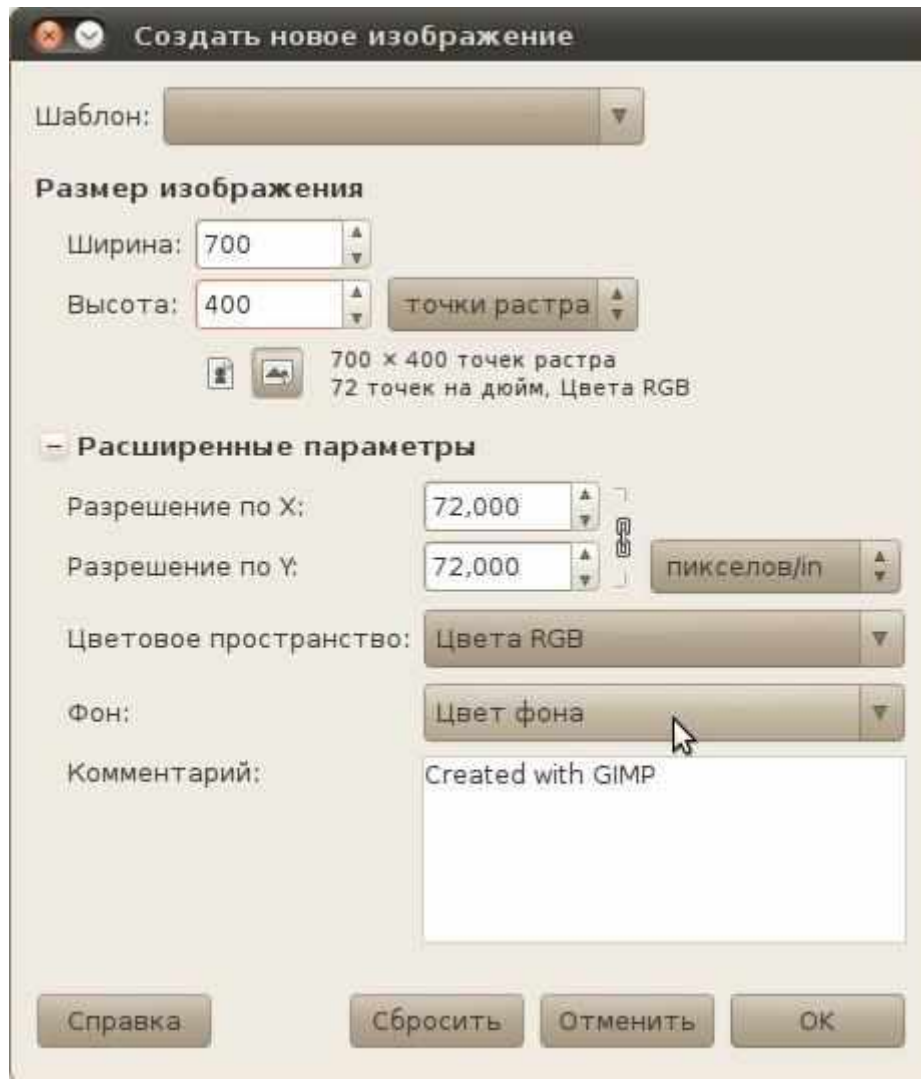 Создать новое изображение
Шаблон:
Размер изображения
Ширина: 700
Высота: 400 точки растра
700 × 400 точек растра
72 точек на дюйм, Цвета RGB
Расширенные параметры
Разрешение по X: 72,000
Разрешение по Y: 72,000 пикселов/in
Цветовое пространство: Цвета RGB
Фон: Цвет фона
Комментарий: Created with GIMP
Справка Сбросить Отменить OK